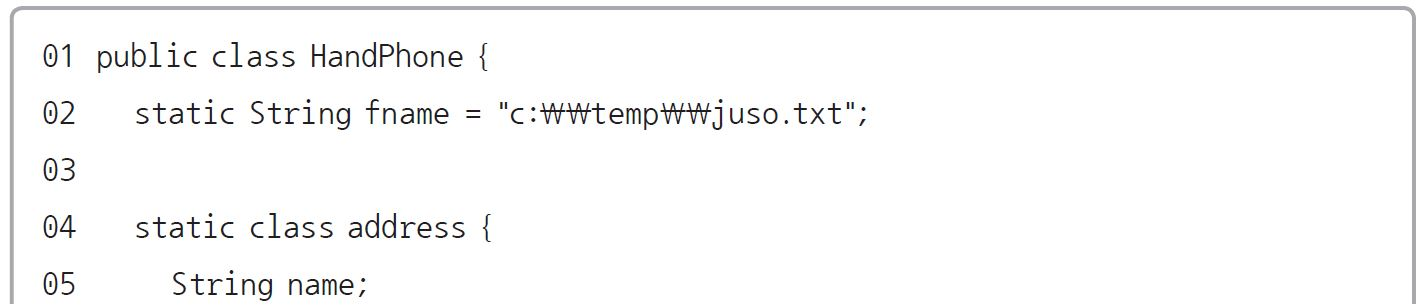 01 public class HandPhone {
02 static String fname = "c:₩₩temp₩₩juso.txt";
03
04 static class address {
05 String name;